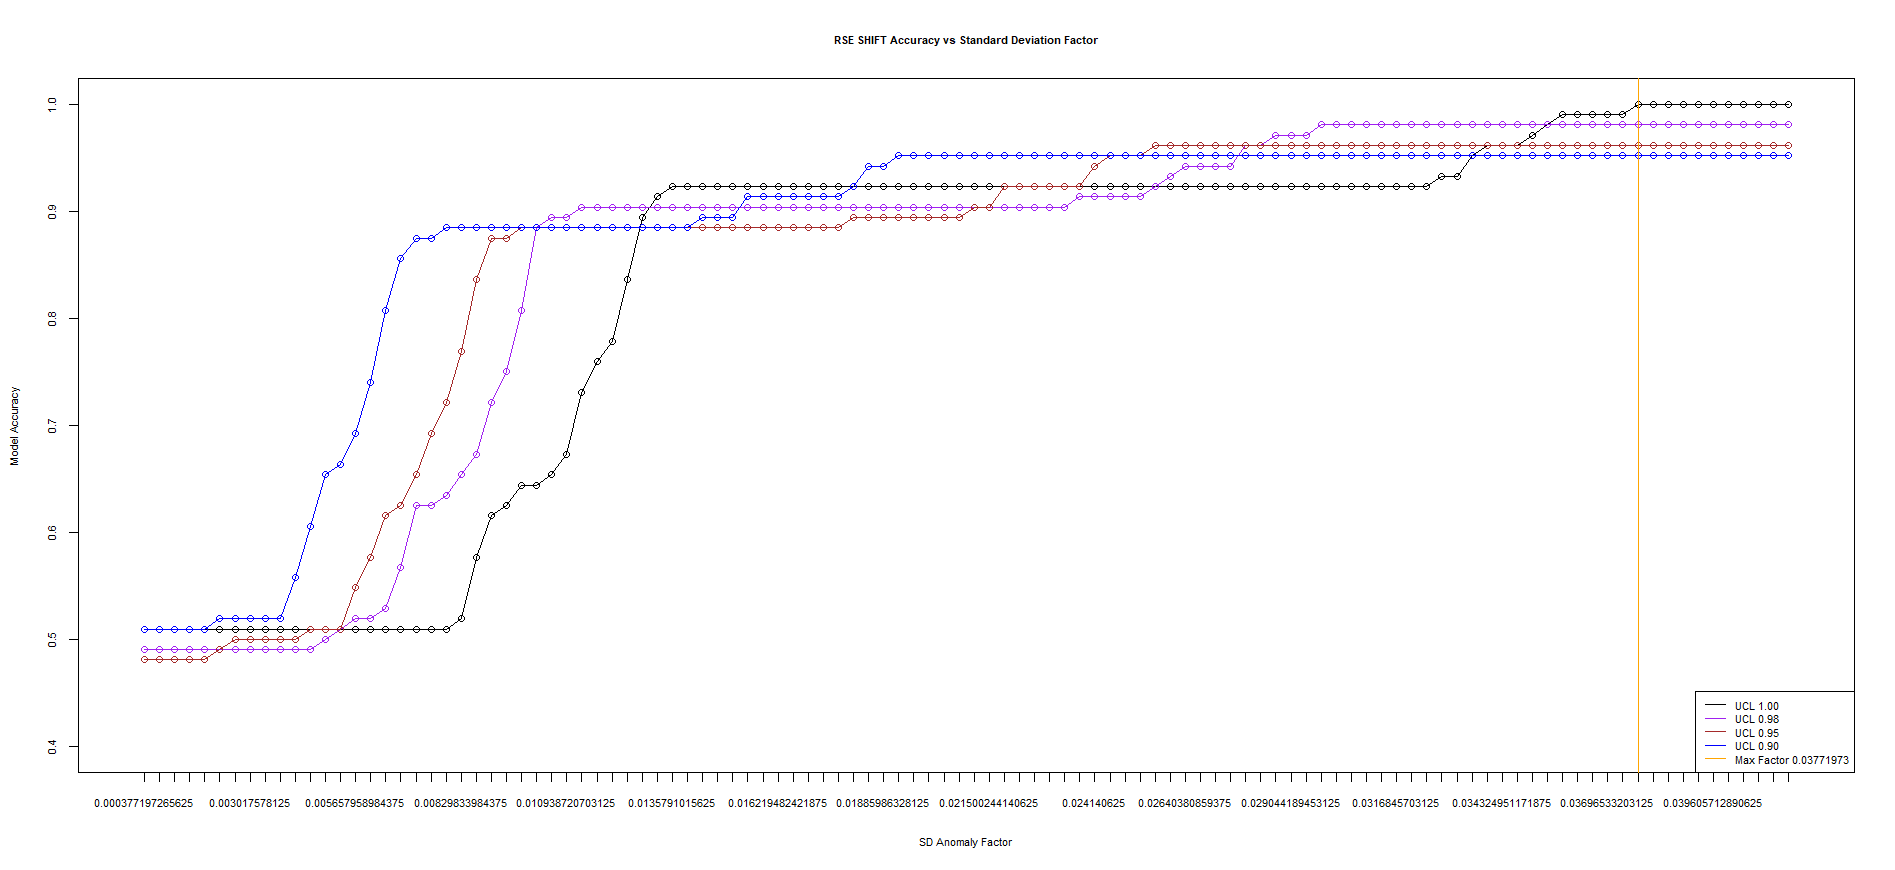 RSE SHIFT Accuracy vs Standard Deviation Factor
1.0
0.9
0.8
0.7
0.6
0.5
0.4
Model Accuracy
UCL 1.00
UCL 0.98
UCL 0.95
UCL 0.90
Max Factor 0.03771973
0.000377197265625 0.003017578125 0.005657958984375 0.00829833984375 0.010938720703125 0.0135791015625 0.016219482421875 0.01885986328125 0.021500244140625 0.024140625 0.02640380859375 0.029044189453125 0.0316845703125 0.034324951171875 0.03696533203125 0.039605712890625
SD Anomaly Factor